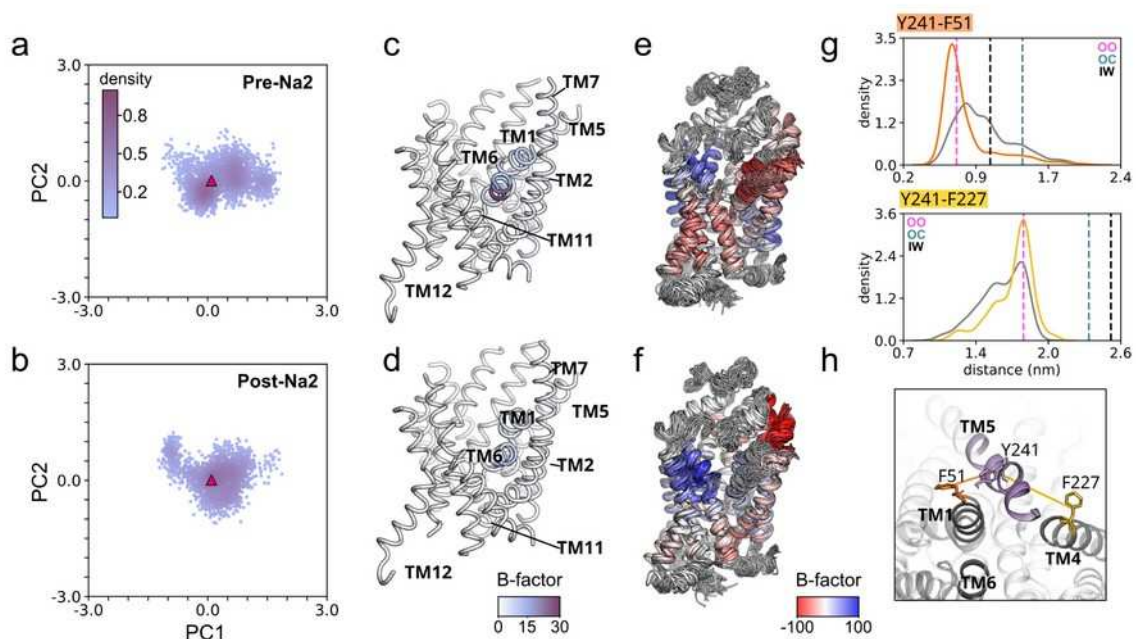 a
3.0
density
Pre-Na2
0.8
0.5
0.2
PC2
0.0
-3.0
-3.0
0.0
3.0
b
3.0
Post-Na2
PC2
0.0
-3.0
-3.0
0.0
3.0
PC1
c
TM7
TM1
TM5
TM6
TM2
TM11
TM12
d
TM7
TM1
TM5
TM6
TM2
TM11
TM12
B-factor
0 15 30
e
f
B-factor
-100 100
g
Y241-F51
3.5
OO
OC
IW
2.3
density
1.2
0.0
0.2 0.9 1.7 2.4
Y241-F227
3.6
OO
OC
IW
2.4
density
1.2
0.0
0.7 1.4 2.0 2.6
distance (nm)
h
TM5
Y241
F51
F227
TM1
TM4
TM6